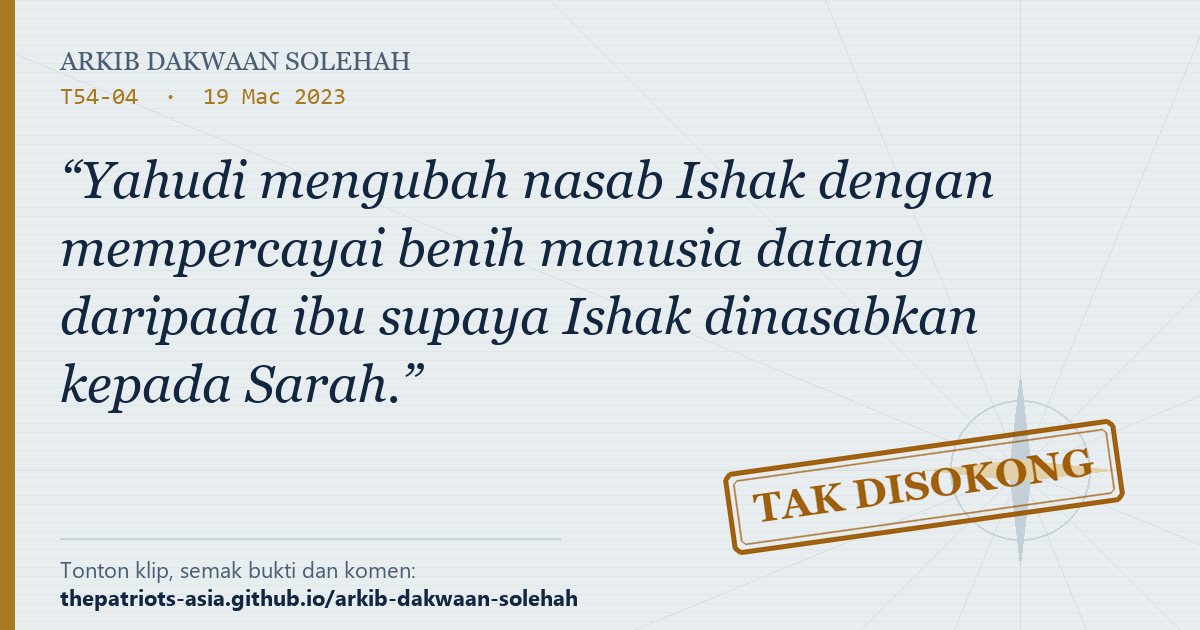 ARKIB DAKWAAN SOLEHAH
T54-04 · 19 Mac 2023
“Yahudi mengubah nasab Ishak dengan
mempercayai benih manusia datang
daripada ibu supaya Ishak dinasabkan
kepada Sarah.”
TAK DISOKONG
Tonton klip, semak bukti dan komen:
thepatriots-asia.github.io/arkib-dakwaan-solehah